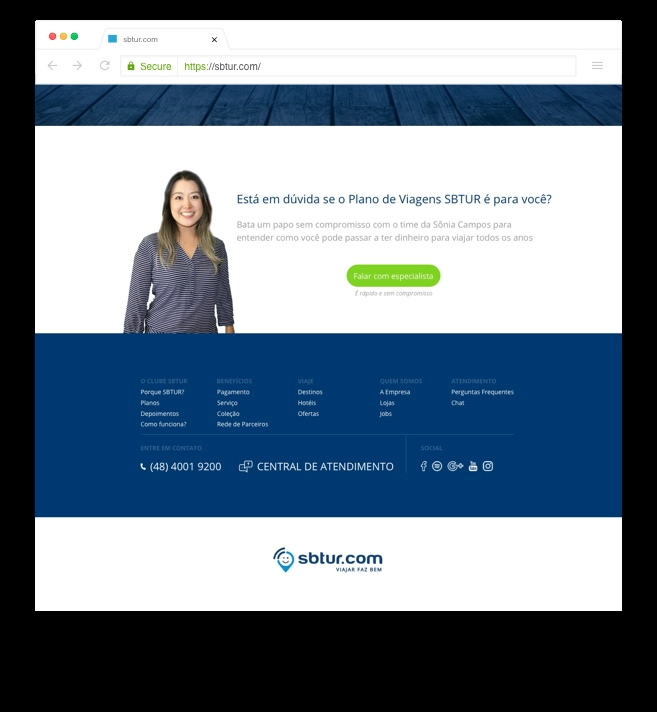 sbtur.com
Secure
https://sbtur.com/
Está em dúvida se o Plano de Viagens SBTUR é para você?
Bata um papo sem compromisso com o time da Sônia Campos para
entender como você pode passar a ter dinheiro para viajar todos os anos
Falar com especialista
É rápido e sem compromisso
O CLUBE SBTUR
Porque SBTUR?
Planos
Depoimentos
Como funciona?
BENEFÍCIOS
Pagamento
Serviço
Coleção
Rede de Parceiros
VIAJE
Destinos
Hotéis
Ofertas
QUEM SOMOS
A Empresa
Lojas
Jobs
ATENDIMENTO
Perguntas Frequentes
Chat
ENTRE EM CONTATO
(48) 4001 9200
CENTRAL DE ATENDIMENTO
SOCIAL
sbtur.com
VIAJAR FAZ BEM